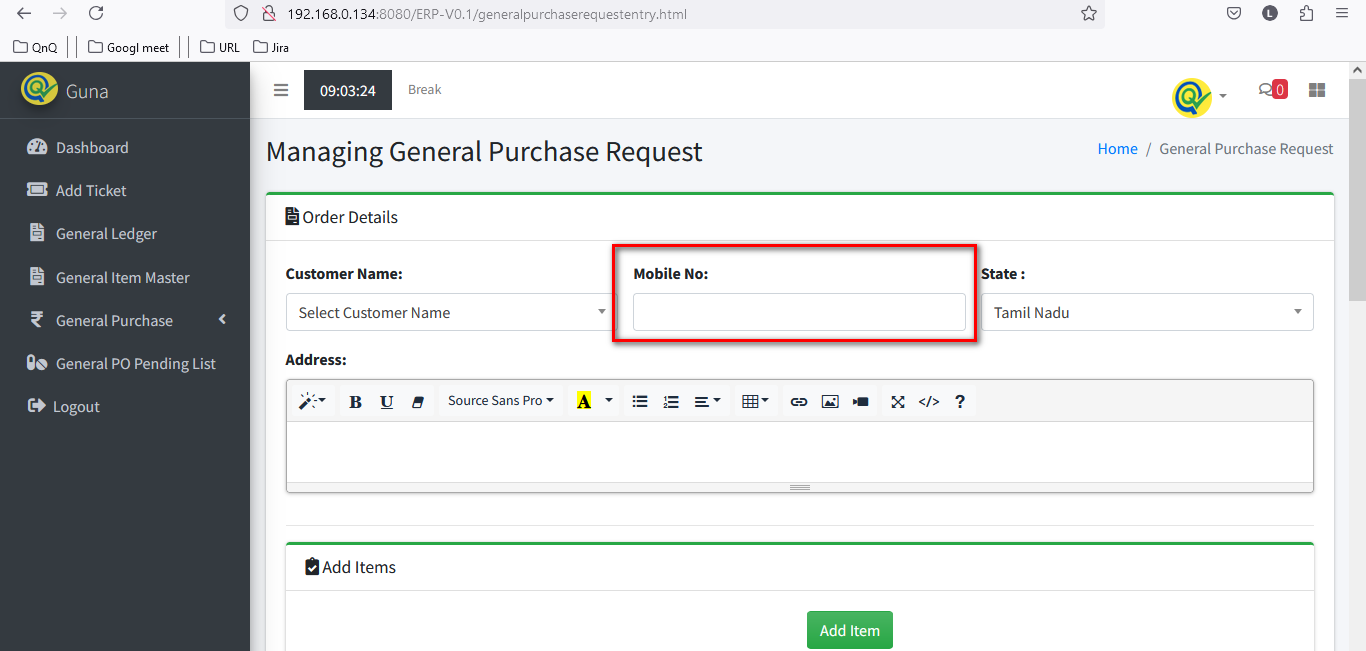 192.168.0.134:8080/ERP-V0.1/generalpurchaserequestentry.html
L
QnQ Googl meet URL Jira
Guna
09:03:24 Break
0
Dashboard
Add Ticket
General Ledger
General Item Master
General Purchase
General PO Pending List
Logout
Managing General Purchase Request
Home / General Purchase Request
Order Details
Customer Name: Mobile No: State :
Select Customer Name Tamil Nadu
Address:
B U Source Sans Pro A </> ?
Add Items
Add Item